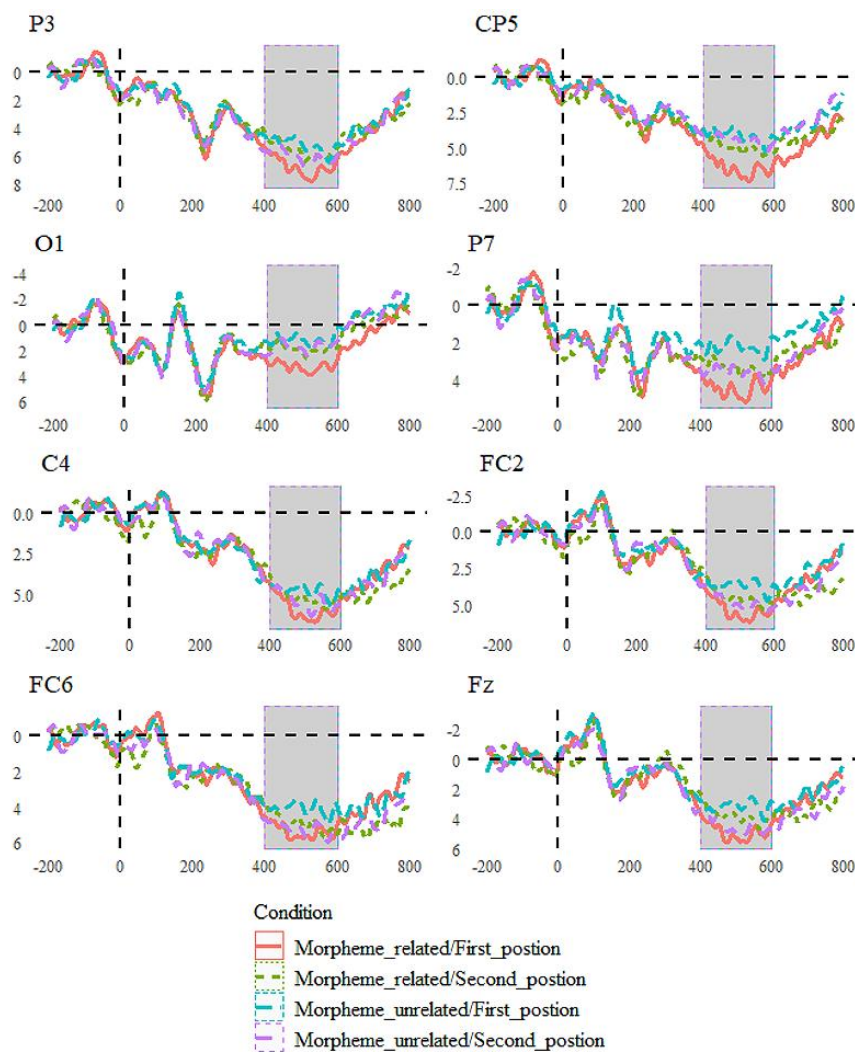 P3
CP5
0
2
4
6
8
0.0
2.5
5.0
7.5
-200 0 200 400 600 800
-200 0 200 400 600 800
O1
P7
-4
-2
0
2
4
6
-2
0
2
4
-200 0 200 400 600 800
-200 0 200 400 600 800
C4
FC2
0.0
2.5
5.0
-2.5
0.0
2.5
5.0
-200 0 200 400 600 800
-200 0 200 400 600 800
FC6
Fz
0
2
4
6
-2
0
2
4
6
-200 0 200 400 600 800
-200 0 200 400 600 800
Condition
Morpheme_related/First_postion
Morpheme_related/Second_postion
Morpheme_unrelated/First_postion
Morpheme_unrelated/Second_postion